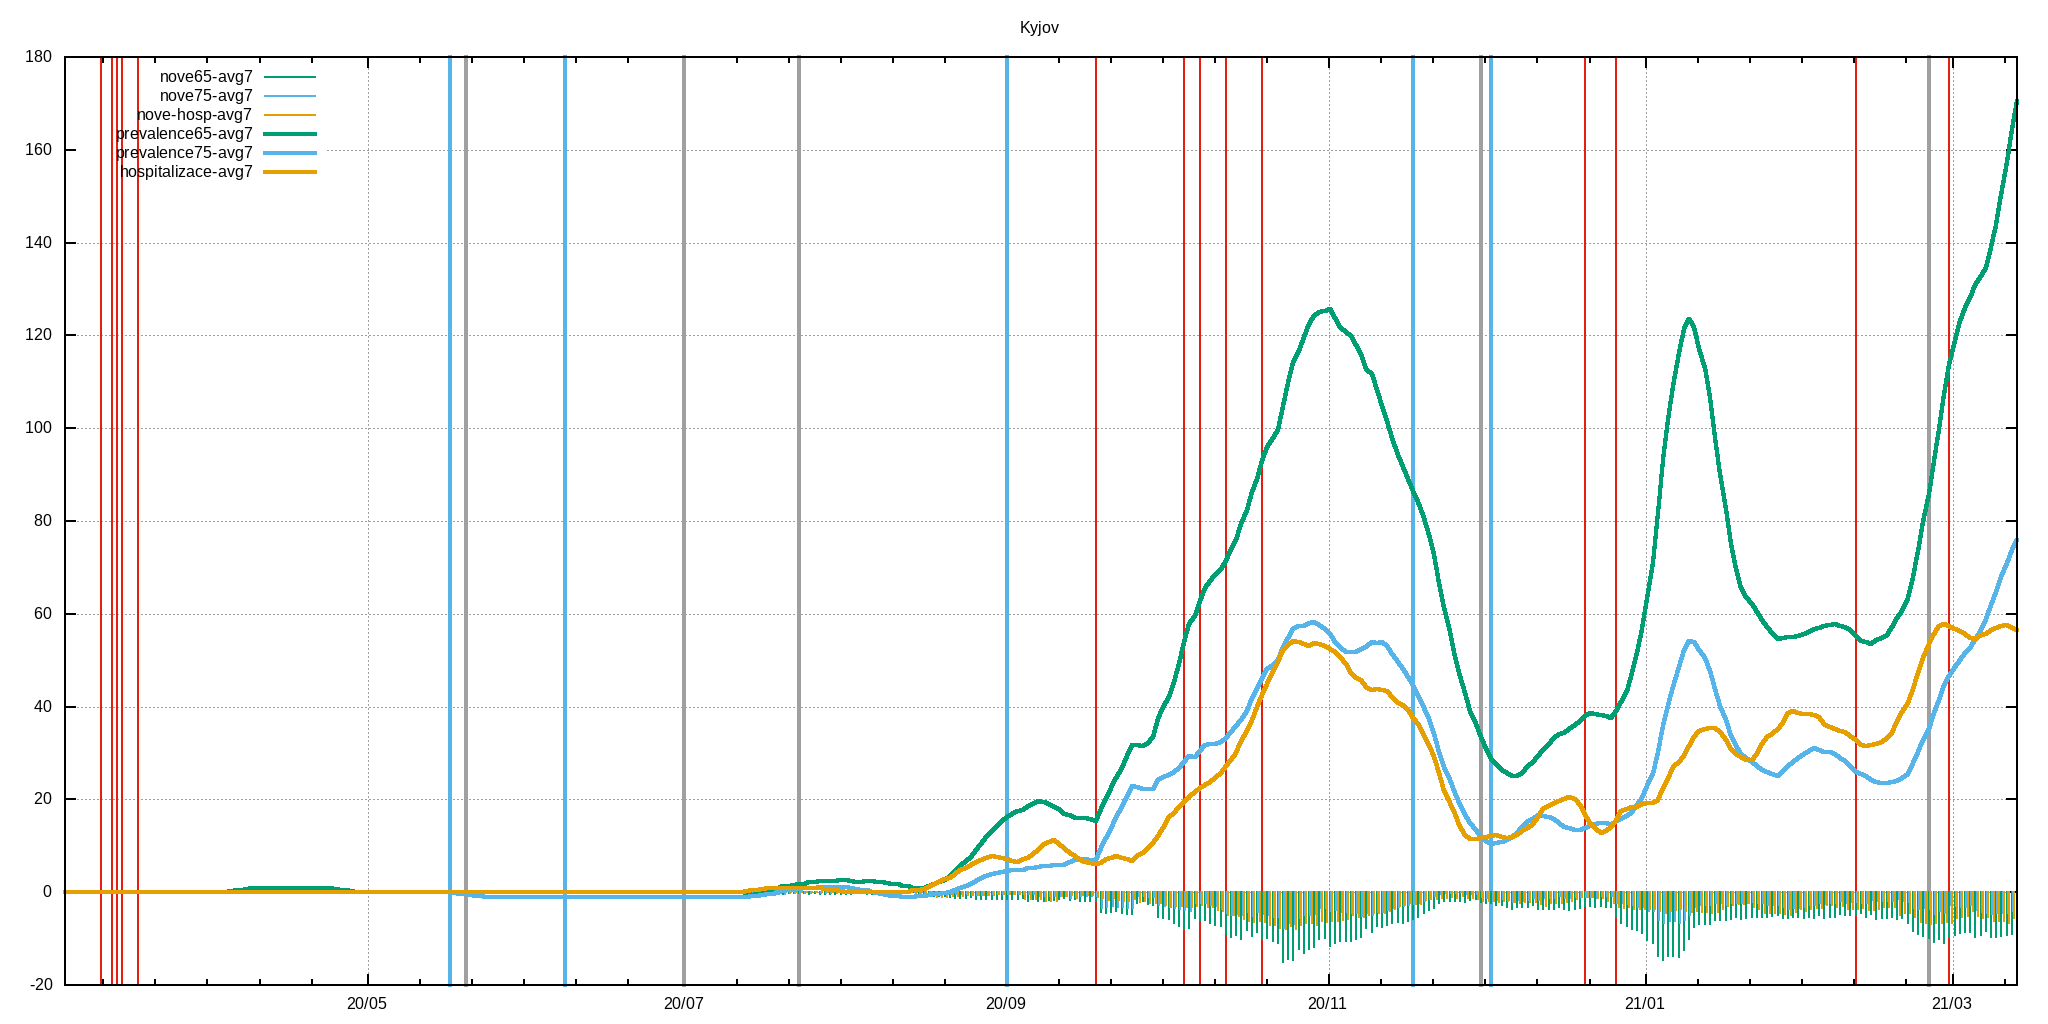 Kyjov
180
160
140
120
100
80
60
40
20
0
-20
nove65-avg7
nove75-avg7
nove-hosp-avg7
prevalence65-avg7
prevalence75-avg7
hospitalizace-avg7
20/05 20/07 20/09 20/11 21/01 21/03